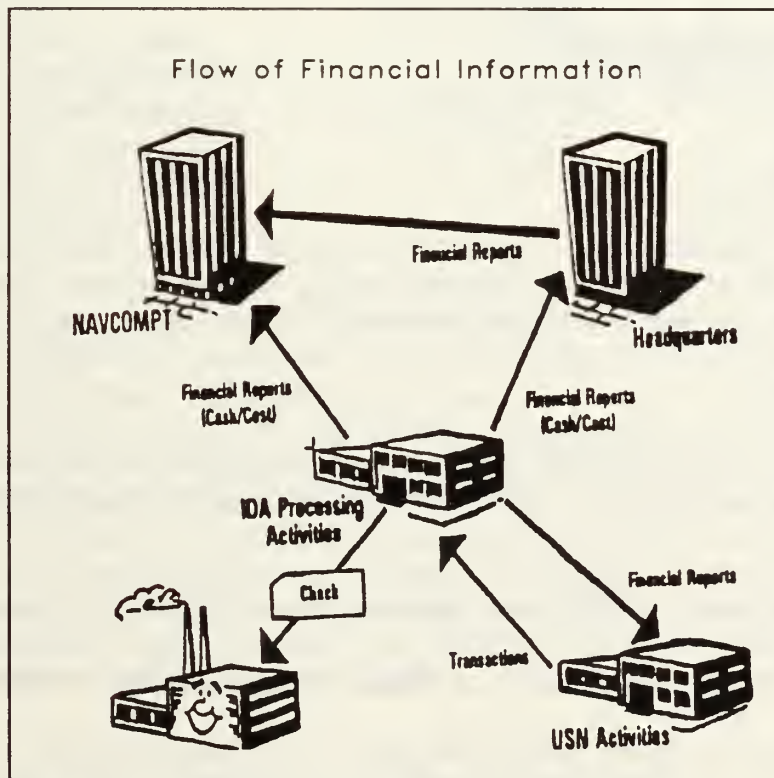 Flow of Financial Information
Financial Reports
NAVCOMPT
Headquarters
Financial Reports
(Cash/Cost)
Financial Reports
(Cash/Cost)
IDA Processing
Activities
Check
Financial Reports
Transactions
USN Activities